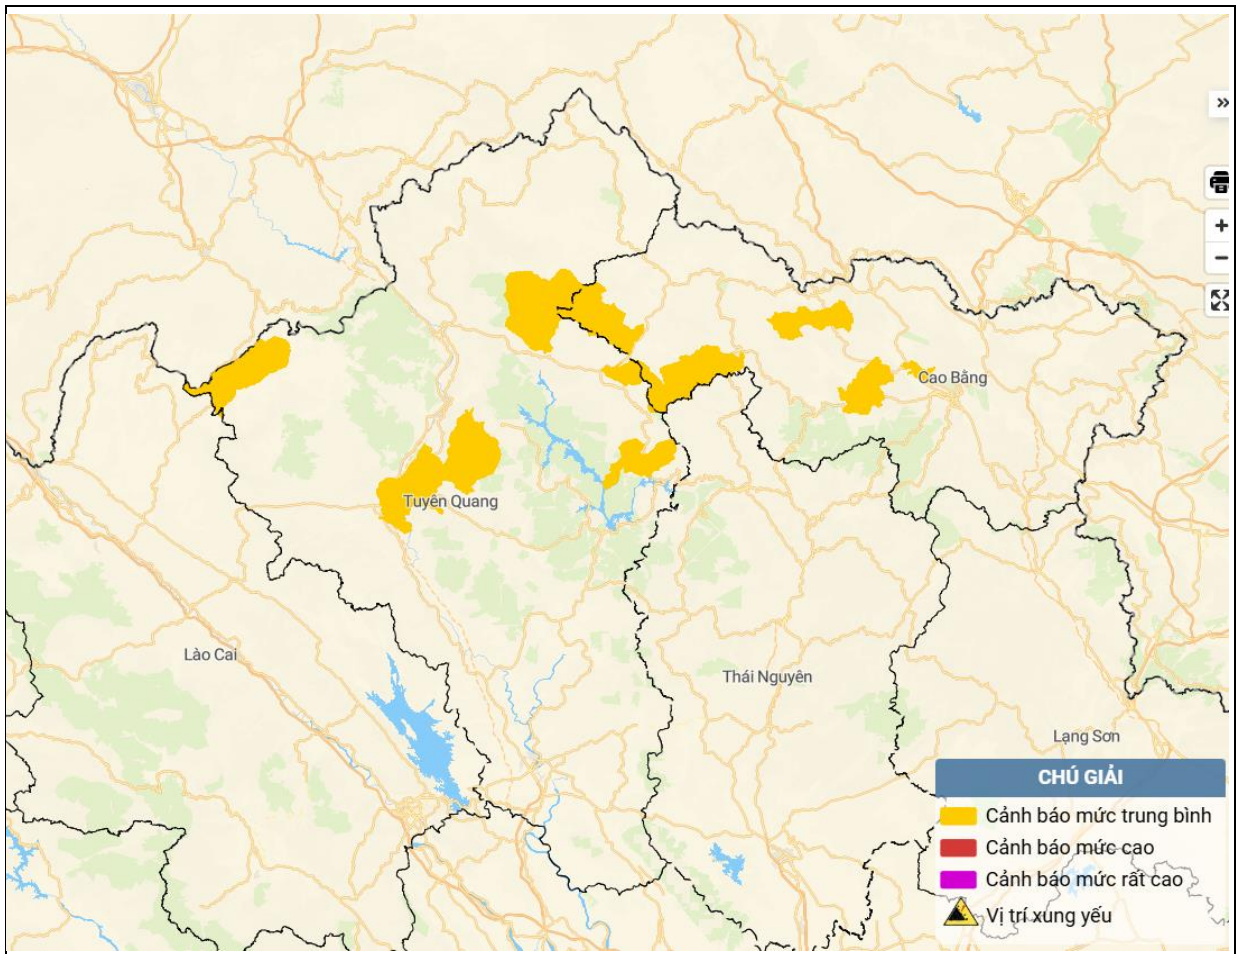 Cao Bằng
Tuyên Quang
Lào Cai
Thái Nguyên
Lạng Sơn
CHÚ GIẢI
Cảnh báo mức trung bình
Cảnh báo mức cao
Cảnh báo mức rất cao
Vị trí xung yếu